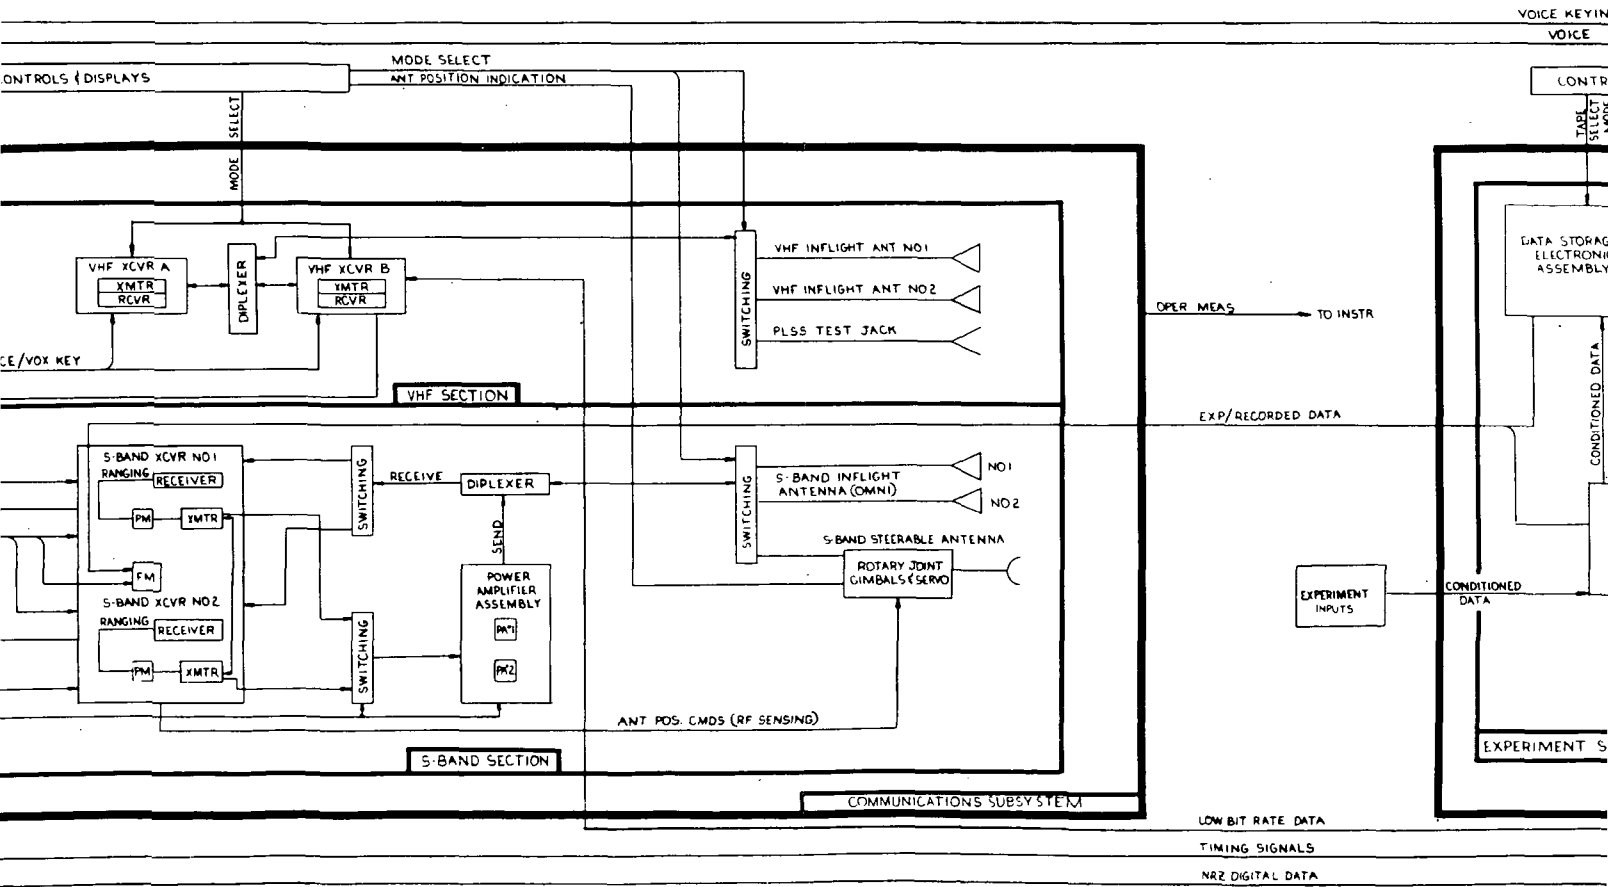 VOICE KEYIN
VOICE
MODE SELECT
ANT POSITION INDICATION
ONTROLS & DISPLAYS
CONTR
MODE SELECT
TAPE
SELECT
MODE
DATA STORAG
ELECTRONI
ASSEMBLY
VHF XCVR A
XMTR
RCVR
DIPLEXER
VHF XCVR B
XMTR
RCVR
SWITCHING
VHF INFLIGHT ANT NO1
VHF INFLIGHT ANT NO2
PLSS TEST JACK
OPER MEAS
TO INSTR
CE/VOX KEY
VHF SECTION
CONDITIONED DATA
EXP/RECORDED DATA
S-BAND XCVR NO1
RANGING
RECEIVER
PM
XMTR
FM
S-BAND XCVR NO2
RANGING
RECEIVER
PM
XMTR
SWITCHING
RECEIVE
DIPLEXER
SEND
POWER
AMPLIFIER
ASSEMBLY
PA#1
PA#2
SWITCHING
SWITCHING
NO1
S-BAND INFLIGHT
ANTENNA (OMNI)
NO2
S-BAND STEERABLE ANTENNA
ROTARY JOINT
GIMBALS & SERVO
EXPERIMENT
INPUTS
CONDITIONED
DATA
ANT POS. CMDS (RF SENSING)
S-BAND SECTION
EXPERIMENT S
COMMUNICATIONS SUBSYSTEM
LOW BIT RATE DATA
TIMING SIGNALS
NRZ DIGITAL DATA